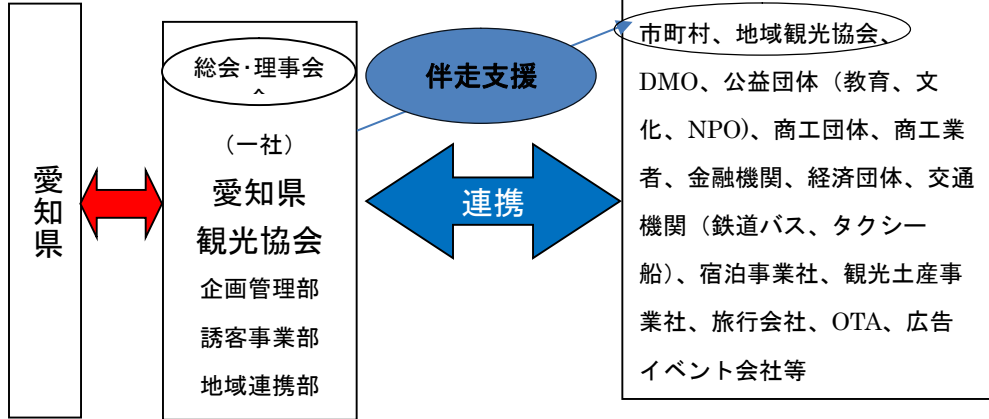 愛知県
総会・理事会
(一社)
愛知県
観光協会
企画管理部
誘客事業部
地域連携部
伴走支援
連携
市町村、地域観光協会、
DMO、公益団体（教育、文
化、NPO)、商工団体、商工業
者、金融機関、経済団体、交通
機関（鉄道バス、タクシー
船）、宿泊事業社、観光土産事
業社、旅行会社、OTA、広告
イベント会社等